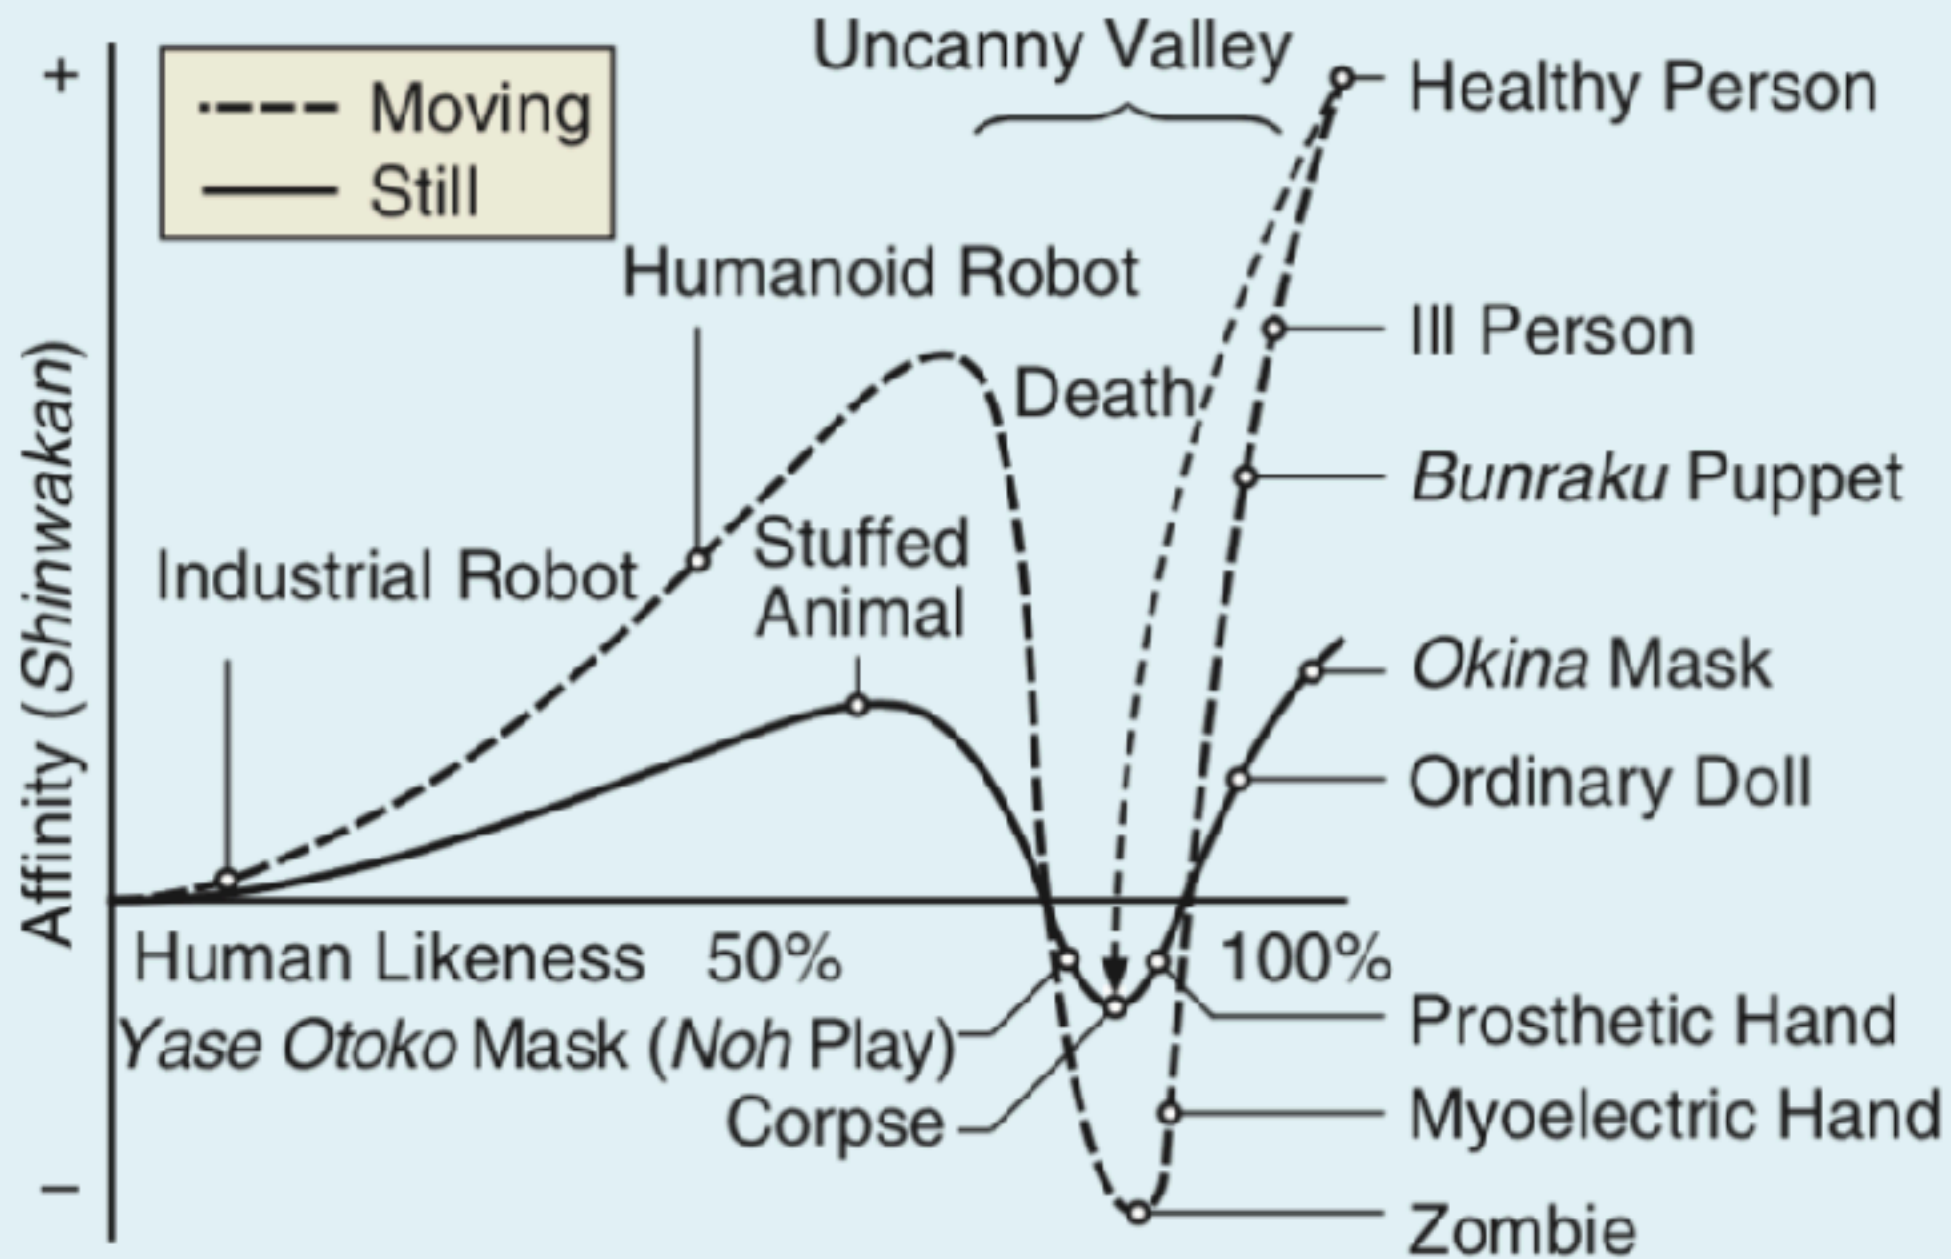 Uncanny Valley
+
Moving
Still
Healthy Person
Humanoid Robot
Ill Person
Death
Bunraku Puppet
Stuffed
Animal
Industrial Robot
Affinity (Shinwakan)
Okina Mask
Ordinary Doll
Human Likeness 50% 100%
Yase Otoko Mask (Noh Play)
Prosthetic Hand
Corpse
Myoelectric Hand
–
Zombie